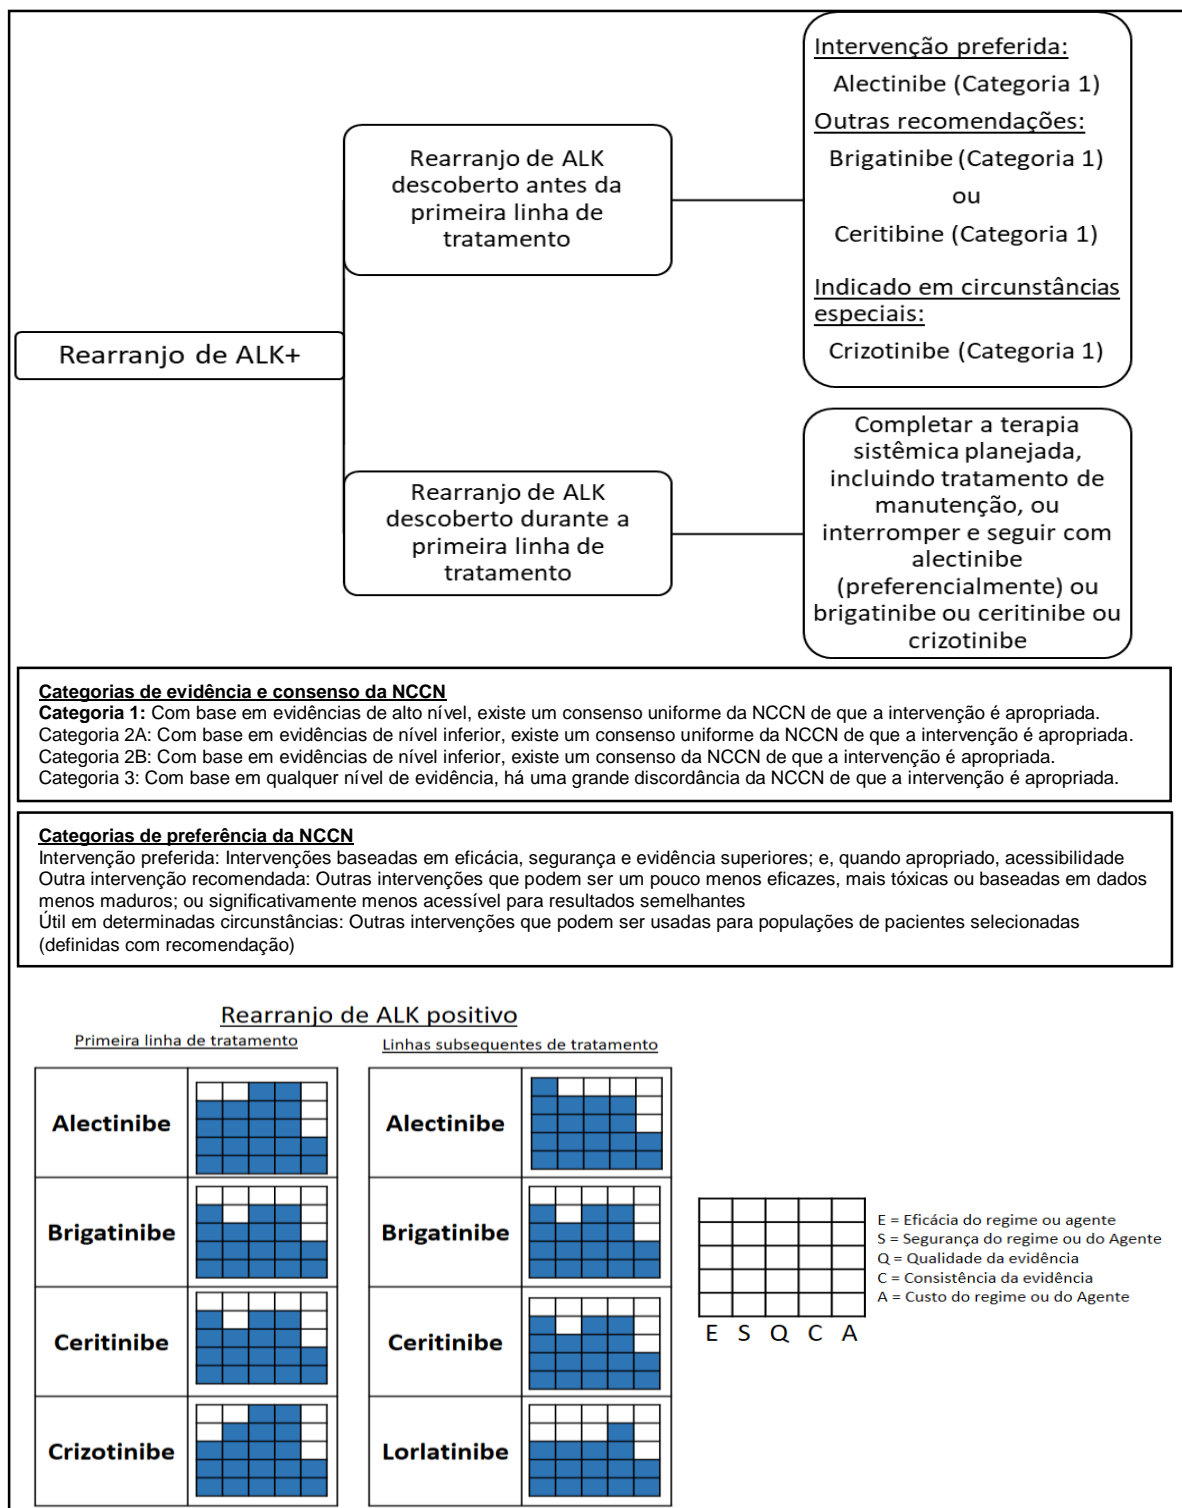 Rearranjo de ALK+
Rearranjo de ALK
descoberto antes da
primeira linha de
tratamento
Intervenção preferida:
Alectinibe (Categoria 1)
Outras recomendações:
Brigatinibe (Categoria 1)
ou
Ceritibine (Categoria 1)
Indicado em circunstâncias
especiais:
Crizotinibe (Categoria 1)
Rearranjo de ALK
descoberto durante a
primeira linha de
tratamento
Completar a terapia
sistêmica planejada,
incluindo tratamento de
manutenção, ou
interromper e seguir com
alectinibe
(preferencialmente) ou
brigatinibe ou ceritinibe ou
crizotinibe
Categorias de evidência e consenso da NCCN
Categoria 1: Com base em evidências de alto nível, existe um consenso uniforme da NCCN de que a intervenção é apropriada.
Categoria 2A: Com base em evidências de nível inferior, existe um consenso uniforme da NCCN de que a intervenção é apropriada.
Categoria 2B: Com base em evidências de nível inferior, existe um consenso da NCCN de que a intervenção é apropriada.
Categoria 3: Com base em qualquer nível de evidência, há uma grande discordância da NCCN de que a intervenção é apropriada.
Categorias de preferência da NCCN
Intervenção preferida: Intervenções baseadas em eficácia, segurança e evidência superiores; e, quando apropriado, acessibilidade
Outra intervenção recomendada: Outras intervenções que podem ser um pouco menos eficazes, mais tóxicas ou baseadas em dados
menos maduros; ou significativamente menos acessível para resultados semelhantes
Útil em determinadas circunstâncias: Outras intervenções que podem ser usadas para populações de pacientes selecionadas
(definidas com recomendação)
Rearranjo de ALK positivo
Primeira linha de tratamento
Alectinibe
Brigatinibe
Ceritinibe
Crizotinibe
Linhas subsequentes de tratamento
Alectinibe
Brigatinibe
Ceritinibe
Lorlatinibe
E S Q C A
E = Eficácia do regime ou agente
S = Segurança do regime ou do Agente
Q = Qualidade da evidência
C = Consistência da evidência
A = Custo do regime ou do Agente